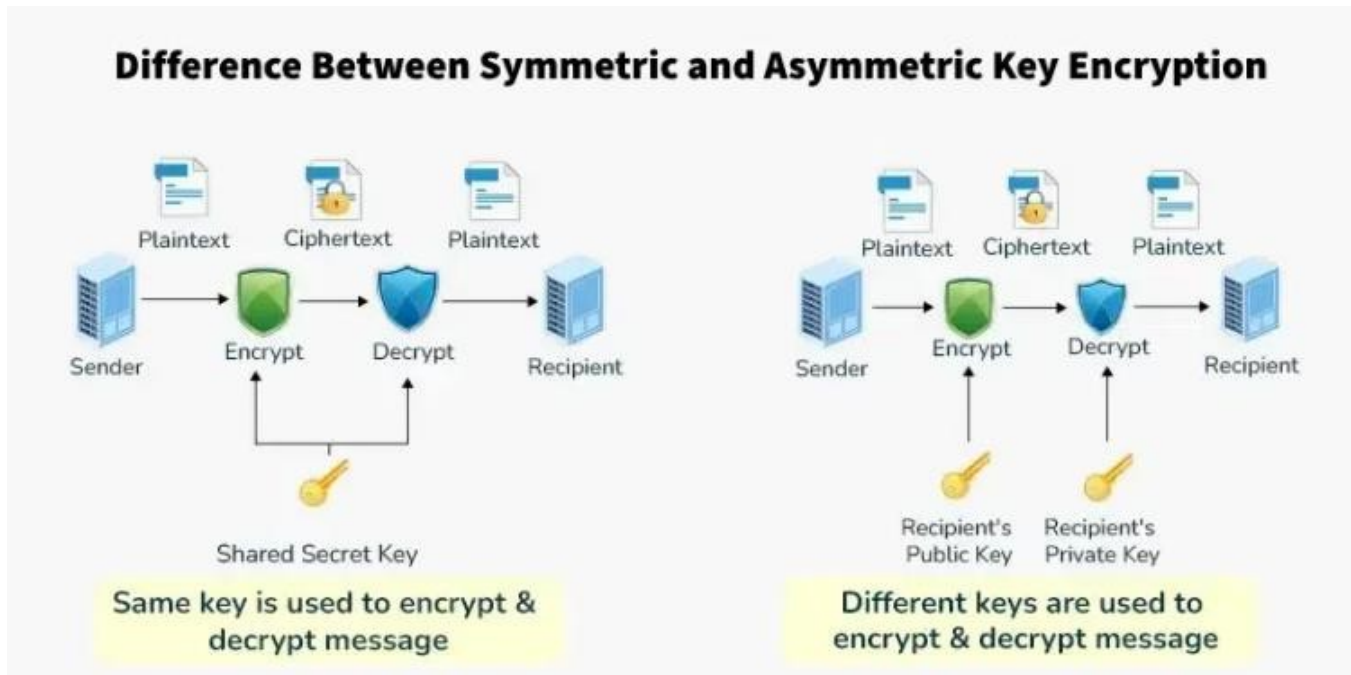 Difference Between Symmetric and Asymmetric Key Encryption
Plaintext
Ciphertext
Plaintext
Sender
Encrypt
Decrypt
Recipient
Shared Secret Key
Same key is used to encrypt &
decrypt message
Plaintext
Ciphertext
Plaintext
Sender
Encrypt
Decrypt
Recipient
Recipient's
Public Key
Recipient's
Private Key
Different keys are used to
encrypt & decrypt message